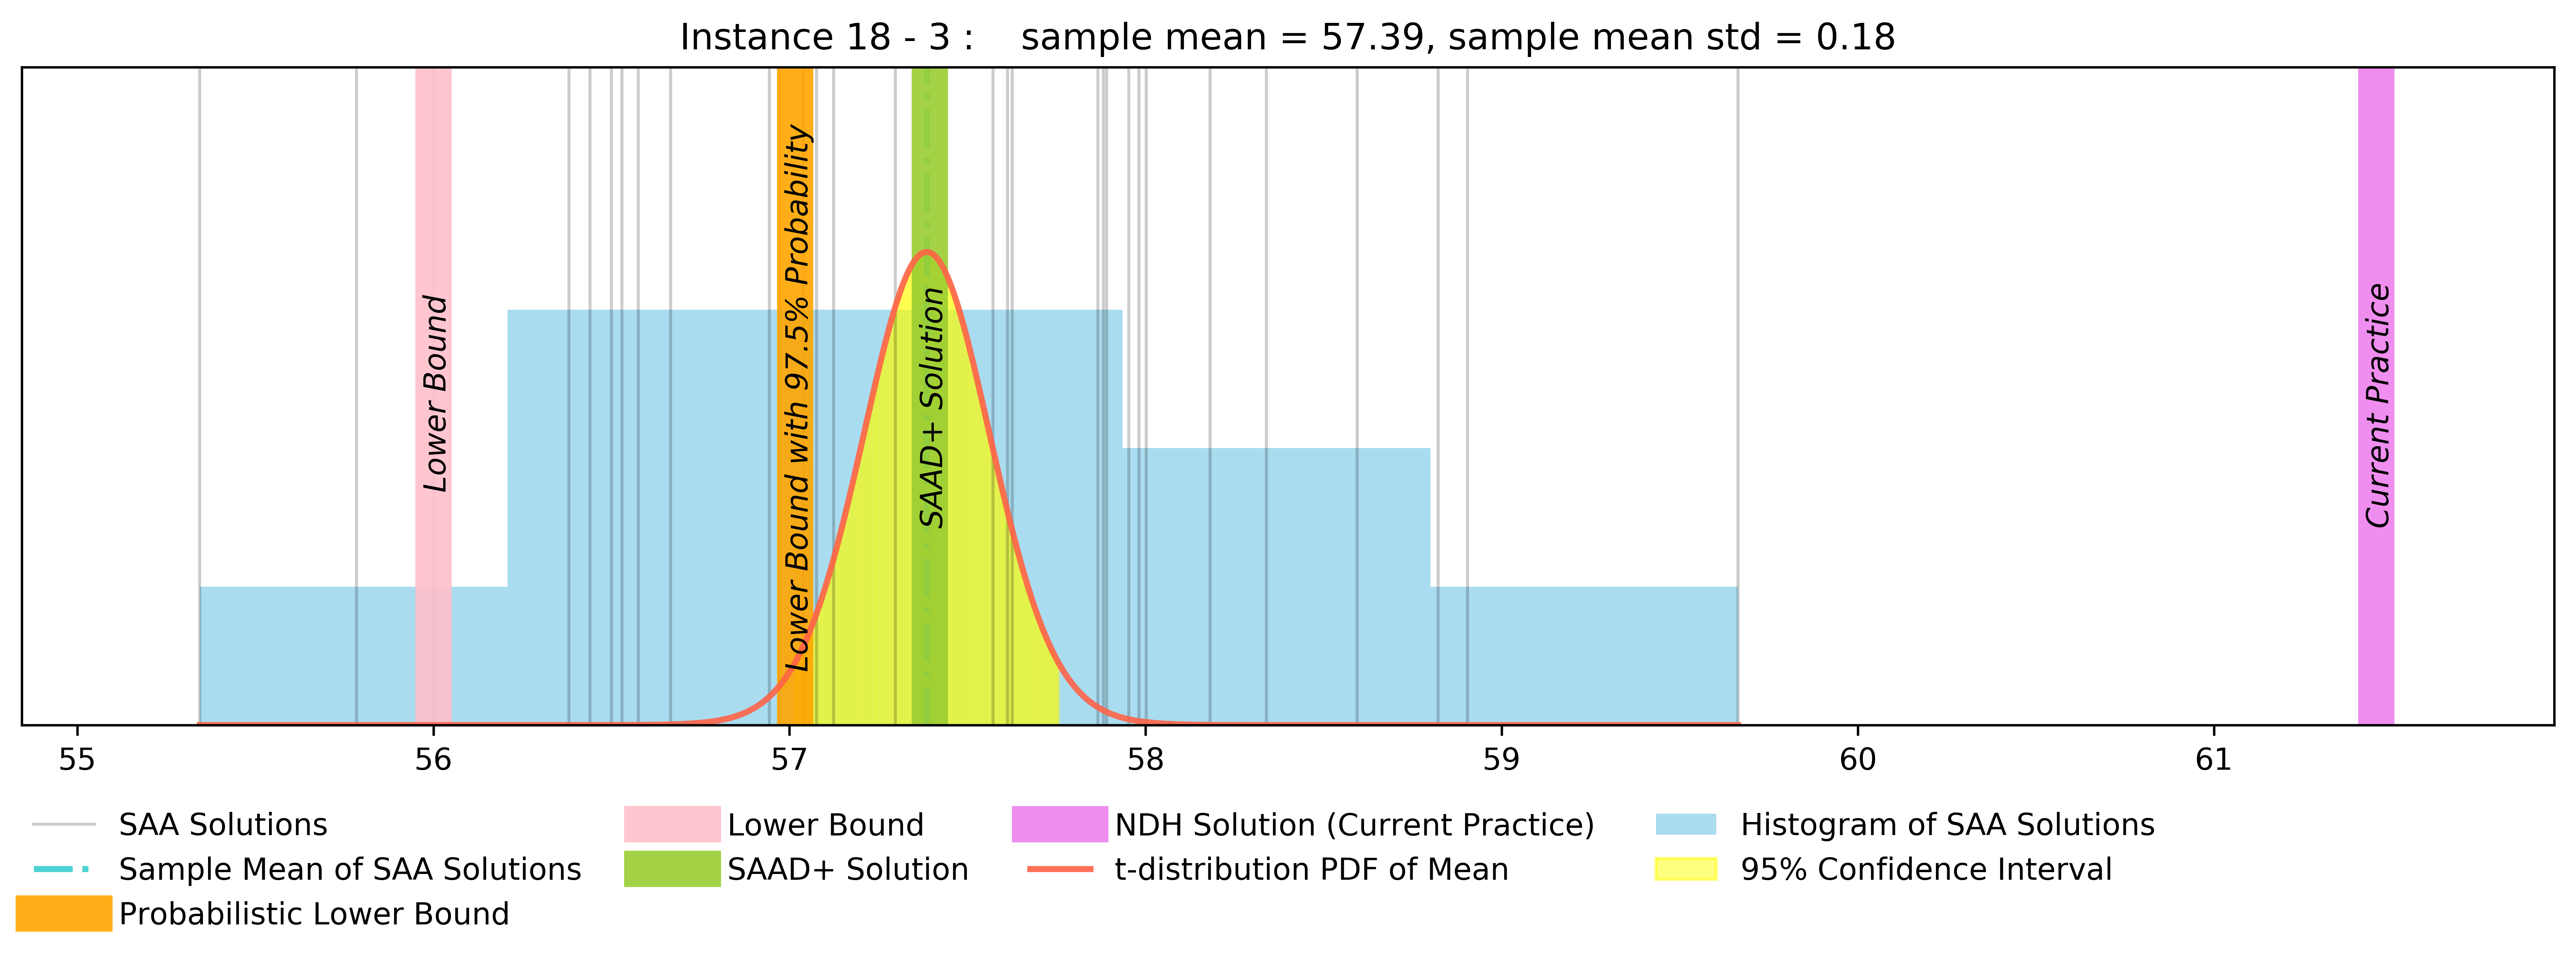 Instance 18 - 3 :    sample mean = 57.39, sample mean std = 0.18
Lower Bound
Lower Bound with 97.5% Probability
SAAD+ Solution
Current Practice
55 56 57 58 59 60 61
SAA Solutions
Sample Mean of SAA Solutions
Probabilistic Lower Bound
Lower Bound
SAAD+ Solution
NDH Solution (Current Practice)
t-distribution PDF of Mean
Histogram of SAA Solutions
95% Confidence Interval